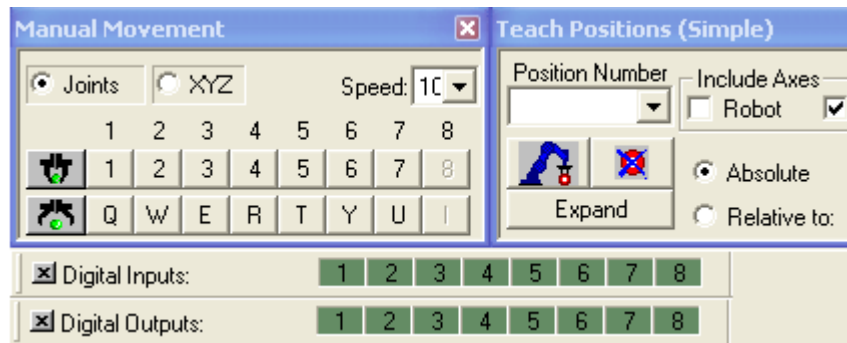 Manual Movement
Joints XYZ Speed: 10
1 2 3 4 5 6 7 8
1 2 3 4 5 6 7 8
Q W E R T Y U I
Teach Positions (Simple)
Position Number
Include Axes
Robot
Expand
Absolute
Relative to:
Digital Inputs: 1 2 3 4 5 6 7 8
Digital Outputs: 1 2 3 4 5 6 7 8